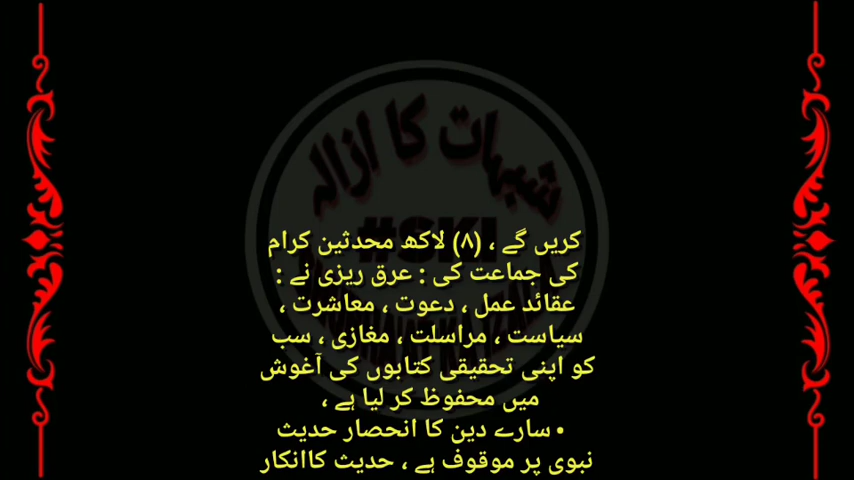 شبہات کا ازالہ
#SKI
کریں گے ، (۸) لاکھ محدثین کرام
کی جماعت کی : عرق ریزی نے :
عقائد عمل ، دعوت ، معاشرت ،
سیاست ، مراسلت ، مغازی ، سب
کو اپنی تحقیقی کتابوں کی آغوش
میں محفوظ کر لیا ہے ،
• سارے دین کا انحصار حدیث
نبوی پر موقوف ہے ، حدیث کاانکار